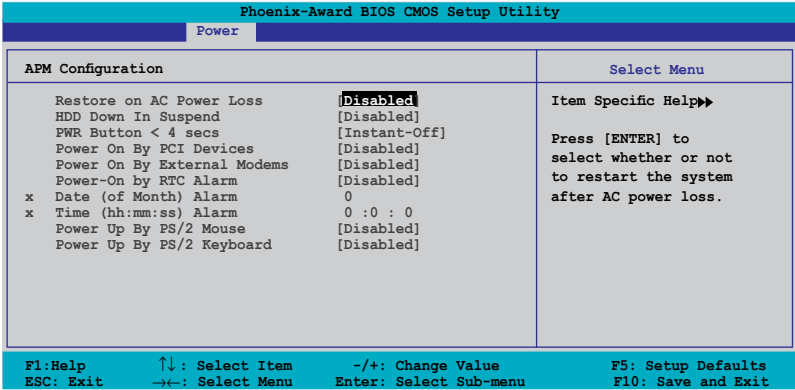 Phoenix-Award BIOS CMOS Setup Utility
Power
APM Configuration
Select Menu
Restore on AC Power Loss [Disabled]
HDD Down In Suspend [Disabled]
PWR Button < 4 secs [Instant-Off]
Power On By PCI Devices [Disabled]
Power On By External Modems [Disabled]
Power-On by RTC Alarm [Disabled]
x Date (of Month) Alarm 0
x Time (hh:mm:ss) Alarm 0 :0 : 0
Power Up By PS/2 Mouse [Disabled]
Power Up By PS/2 Keyboard [Disabled]
Item Specific Help▶▶
Press [ENTER] to
select whether or not
to restart the system
after AC power loss.
F1:Help ↑↓: Select Item -/+: Change Value F5: Setup Defaults
ESC: Exit →←: Select Menu Enter: Select Sub-menu F10: Save and Exit